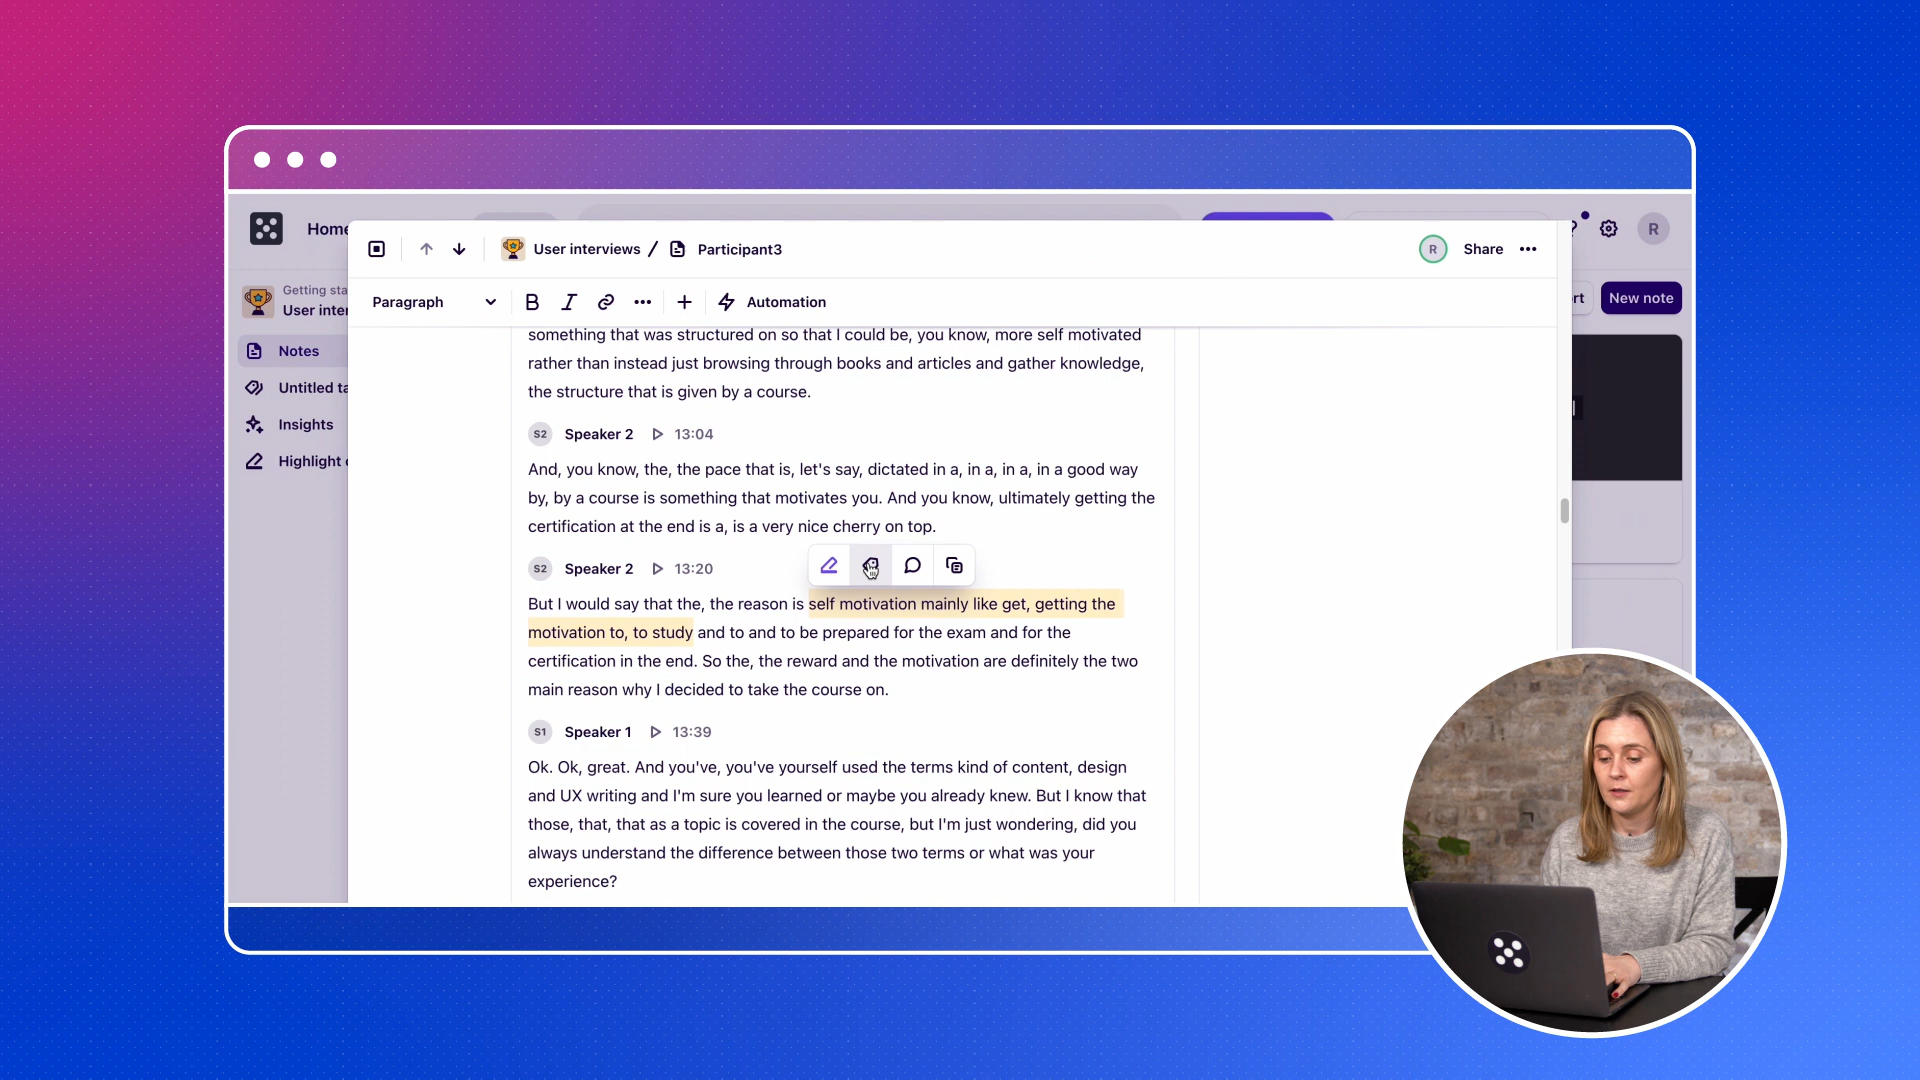 Home
R
Getting sta
User inter
Notes
Untitled ta
Insights
Highlight
User interviews / Participant3
R
Share
Paragraph
B
I
Automation
rt
New note
something that was structured on so that I could be, you know, more self motivated
rather than instead just browsing through books and articles and gather knowledge,
the structure that is given by a course.
S2 Speaker 2 13:04
And, you know, the, the pace that is, let's say, dictated in a, in a, in a, in a good way
by, by a course is something that motivates you. And you know, ultimately getting the
certification at the end is a, is a very nice cherry on top.
S2 Speaker 2 13:20
But I would say that the, the reason is self motivation mainly like get, getting the
motivation to, to study and to and to be prepared for the exam and for the
certification in the end. So the, the reward and the motivation are definitely the two
main reason why I decided to take the course on.
S1 Speaker 1 13:39
Ok. Ok, great. And you've, you've yourself used the terms kind of content, design
and UX writing and I'm sure you learned or maybe you already knew. But I know that
those, that, that as a topic is covered in the course, but I'm just wondering, did you
always understand the difference between those two terms or what was your
experience?